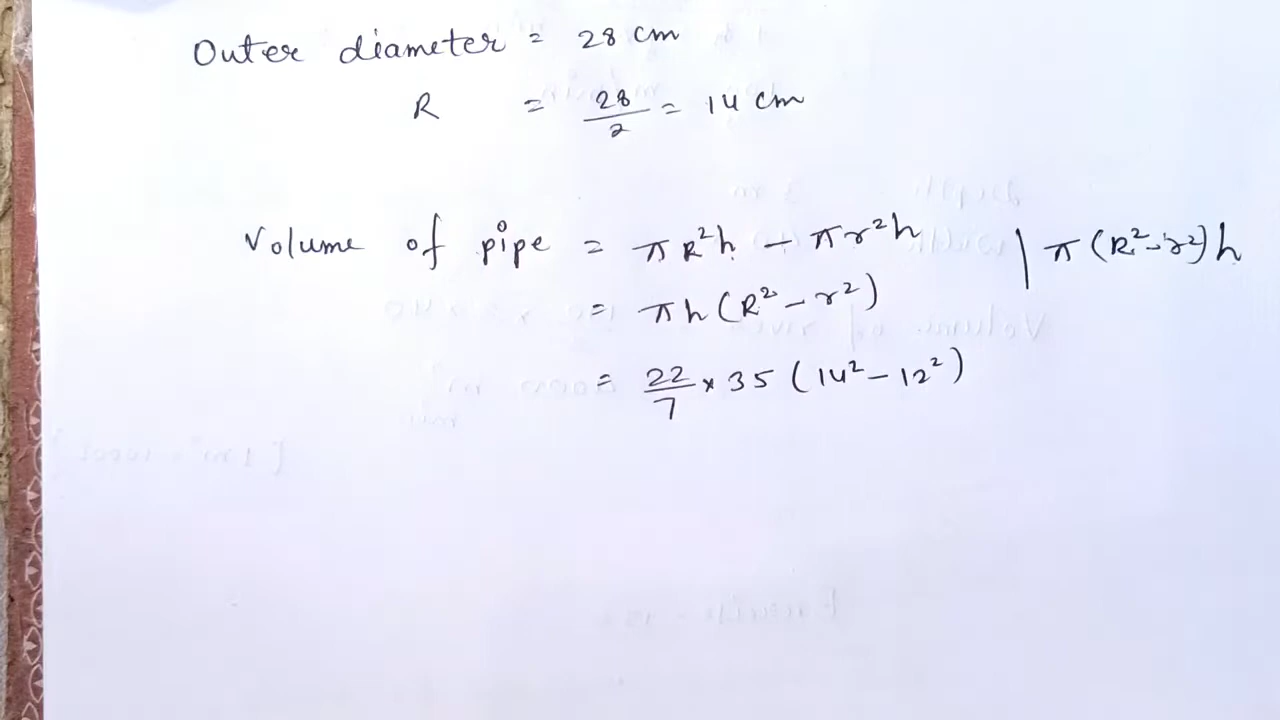 Outer diameter = 28 cm
R = 28/2 = 14 cm
Volume of pipe = πR²h - πr²h | π(R²-r²)h
= πh(R²-r²)
= 22/7 × 35 (14²-12²)